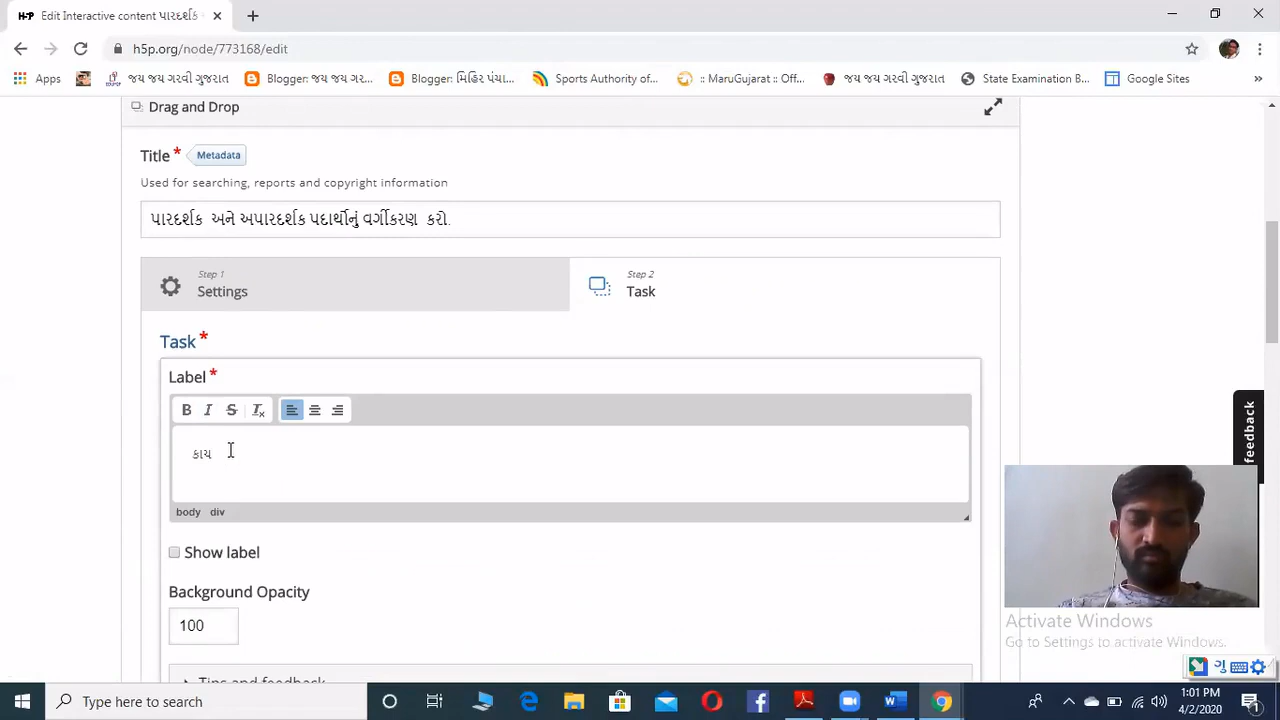 H-P Edit Interactive content પારદર્શક
h5p.org/node/773168/edit
Apps જય જય ગરવી ગુજરાત Blogger: જય જય ગર... Blogger: મિહિર પંચા... Sports Authority of... :: MeruGujarat :: Off... જય જય ગરવી ગુજરાત State Examination B... Google Sites »
Drag and Drop
Title * Metadata
Used for searching, reports and copyright information
પારદર્શક અને અપારદર્શક પદાર્થોનું વર્ગીકરણ કરો.
Step 1
Settings
Step 2
Task
Task *
Label *
B I S Tx
કાય
body div
Show label
Background Opacity
100
Tips and feedback
feedback
Activate Windows
Go to Settings to activate Windows.
Type here to search
1:01 PM
4/2/2020